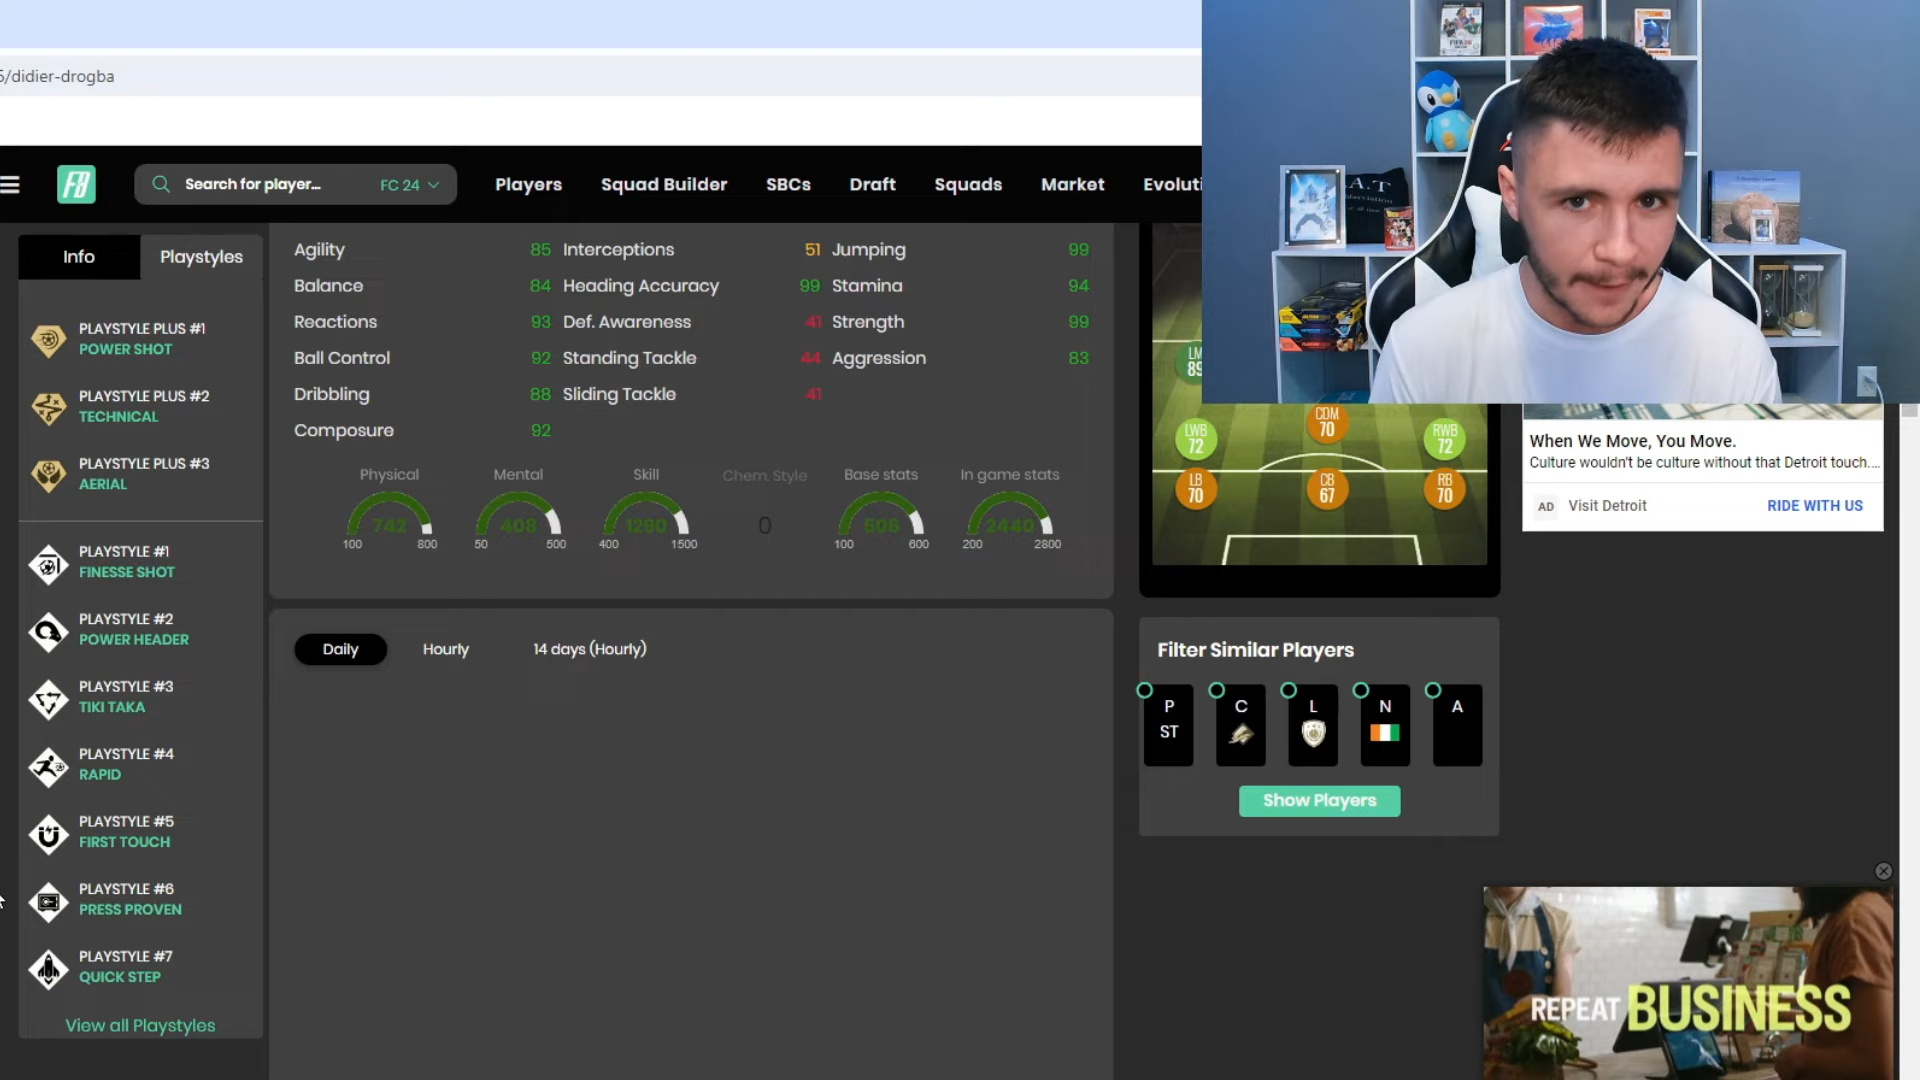 5/didier-drogba
Search for player...
FC 24
Players
Squad Builder
SBCs
Draft
Squads
Market
Evoluti
Info
Playstyles
PLAYSTYLE PLUS #1
POWER SHOT
PLAYSTYLE PLUS #2
TECHNICAL
PLAYSTYLE PLUS #3
AERIAL
PLAYSTYLE #1
FINESSE SHOT
PLAYSTYLE #2
POWER HEADER
PLAYSTYLE #3
TIKI TAKA
PLAYSTYLE #4
RAPID
PLAYSTYLE #5
FIRST TOUCH
PLAYSTYLE #6
PRESS PROVEN
PLAYSTYLE #7
QUICK STEP
View all Playstyles
Agility 85 Interceptions 51 Jumping 99
Balance 84 Heading Accuracy 99 Stamina 94
Reactions 93 Def. Awareness 41 Strength 99
Ball Control 92 Standing Tackle 44 Aggression 83
Dribbling 88 Sliding Tackle 41
Composure 92
Physical Mental Skill Chem. Style Base stats In game stats
742 408 1290 0 506 2440
100 800 50 500 400 1500 100 600 200 2800
Daily Hourly 14 days (Hourly)
LM
89
CDM
70
LWB
72
RWB
72
LB
70
CB
67
RB
70
Filter Similar Players
P C L N A
ST
Show Players
FIFA 06
When We Move, You Move.
Culture wouldn't be culture without that Detroit touch....
AD Visit Detroit RIDE WITH US
REPEAT BUSINESS